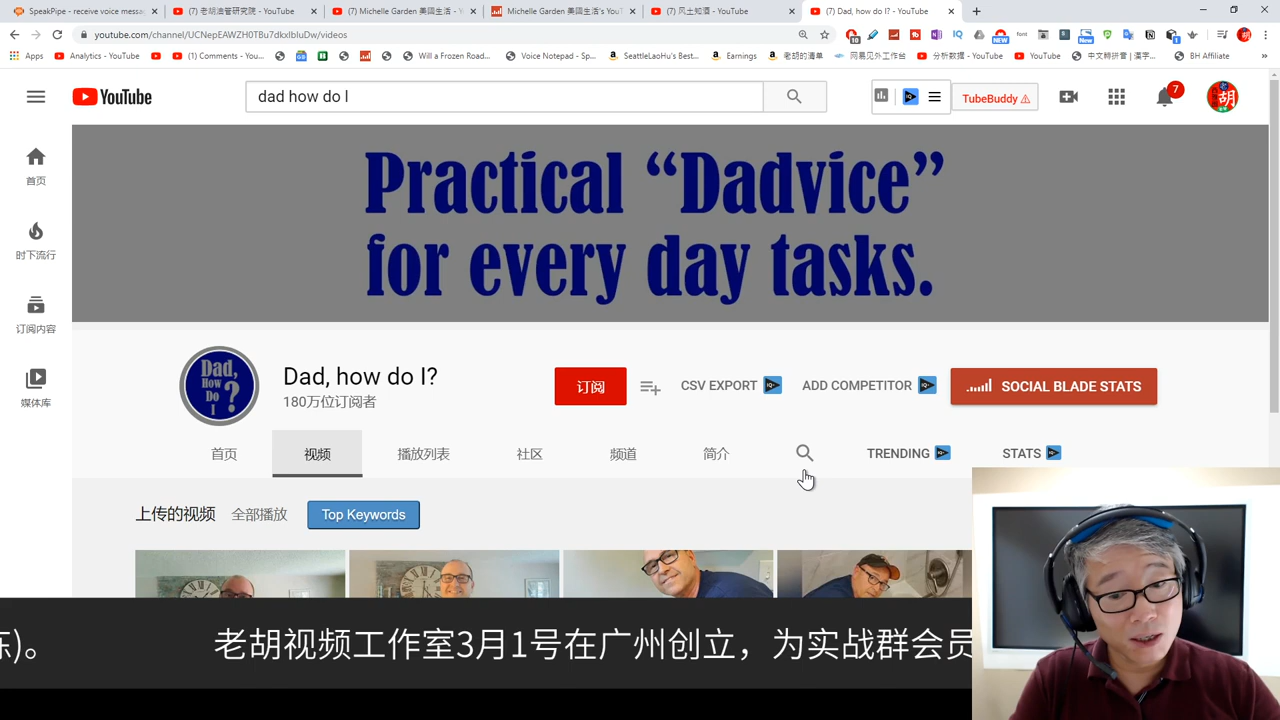 SpeakPipe - receive voice messag
(7) 老胡油管研究院 - YouTube
(7) Michelle Garden 美国生活 -
Michelle Garden 美国生活's You
(7) 风土知酒 - YouTube
(7) Dad, how do I? - YouTube
youtube.com/channel/UCNepEAWZH0TBu7dkxIbluDw/videos
Apps
Analytics - YouTube
(1) Comments - You...
Will a Frozen Road...
Voice Notepad - Sp...
SeattleLaoHu's Best...
Earnings
老胡的清单
网易见外工作台
分析数据 - YouTube
YouTube
中文轉拼音 | 漢字...
BH Affiliate
YouTube
dad how do I
TubeBuddy
7
胡
首页
时下流行
订阅内容
媒体库
Practical “Dadvice”
for every day tasks.
Dad,
How
Do
I ?
Dad, how do I?
180万位订阅者
订阅
CSV EXPORT
ADD COMPETITOR
SOCIAL BLADE STATS
首页
视频
播放列表
社区
频道
简介
TRENDING
STATS
上传的视频
全部播放
Top Keywords
)。 老胡视频工作室3月1号在广州创立，为实战群会员